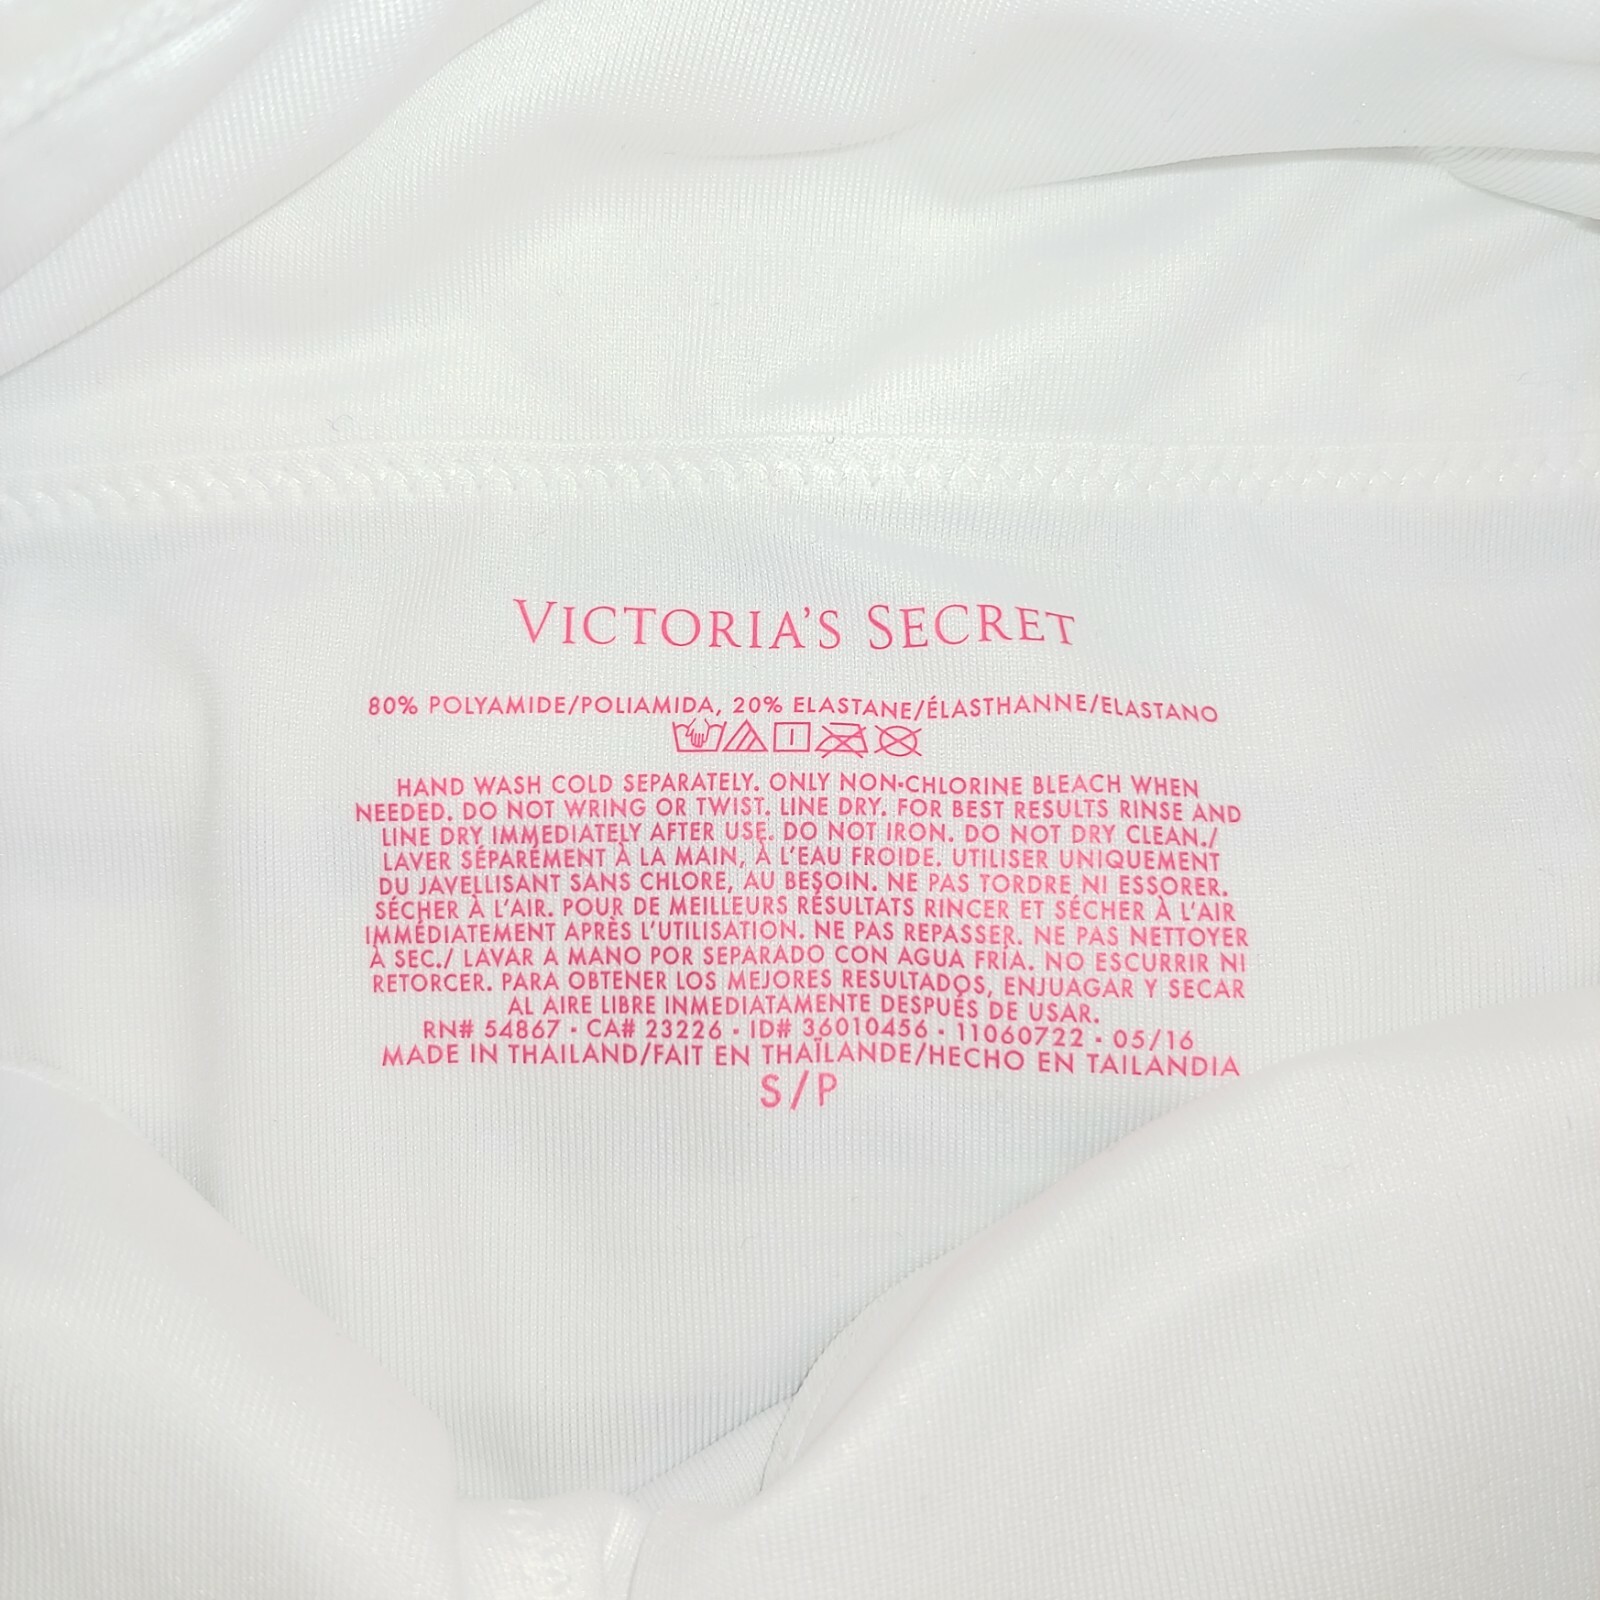 VICTORIA'S SECRET
80% POLYAMIDE/POLIAMIDA, 20% ELASTANE/ÉLASTHANNE/ELASTANO
HAND WASH COLD SEPARATELY. ONLY NON-CHLORINE BLEACH WHEN
NEEDED. DO NOT WRING OR TWIST. LINE DRY. FOR BEST RESULTS RINSE AND
LINE DRY IMMEDIATELY AFTER USE. DO NOT IRON. DO NOT DRY CLEAN./
LAVER SÉPARÉMENT À LA MAIN, À L'EAU FROIDE. UTILISER UNIQUEMENT
DU JAVELLISANT SANS CHLORE, AU BESOIN. NE PAS TORDRE NI ESSORER.
SÉCHER À L'AIR. POUR DE MEILLEURS RÉSULTATS RINCER ET SÉCHER À L'AIR
IMMÉDIATEMENT APRÈS L'UTILISATION. NE PAS REPASSER. NE PAS NETTOYER
À SEC./ LAVAR A MANO POR SEPARADO CON AGUA FRÍA. NO ESCURRIR NI
RETORCER. PARA OBTENER LOS MEJORES RESULTADOS, ENJUAGAR Y SECAR
AL AIRE LIBRE INMEDIATAMENTE DESPUÉS DE USAR.
RN# 54867 • CA# 23226 • ID# 36010456 • 11060722 • 05/16
MADE IN THAILAND/FAIT EN THAÏLANDE/HECHO EN TAILANDIA
S/P